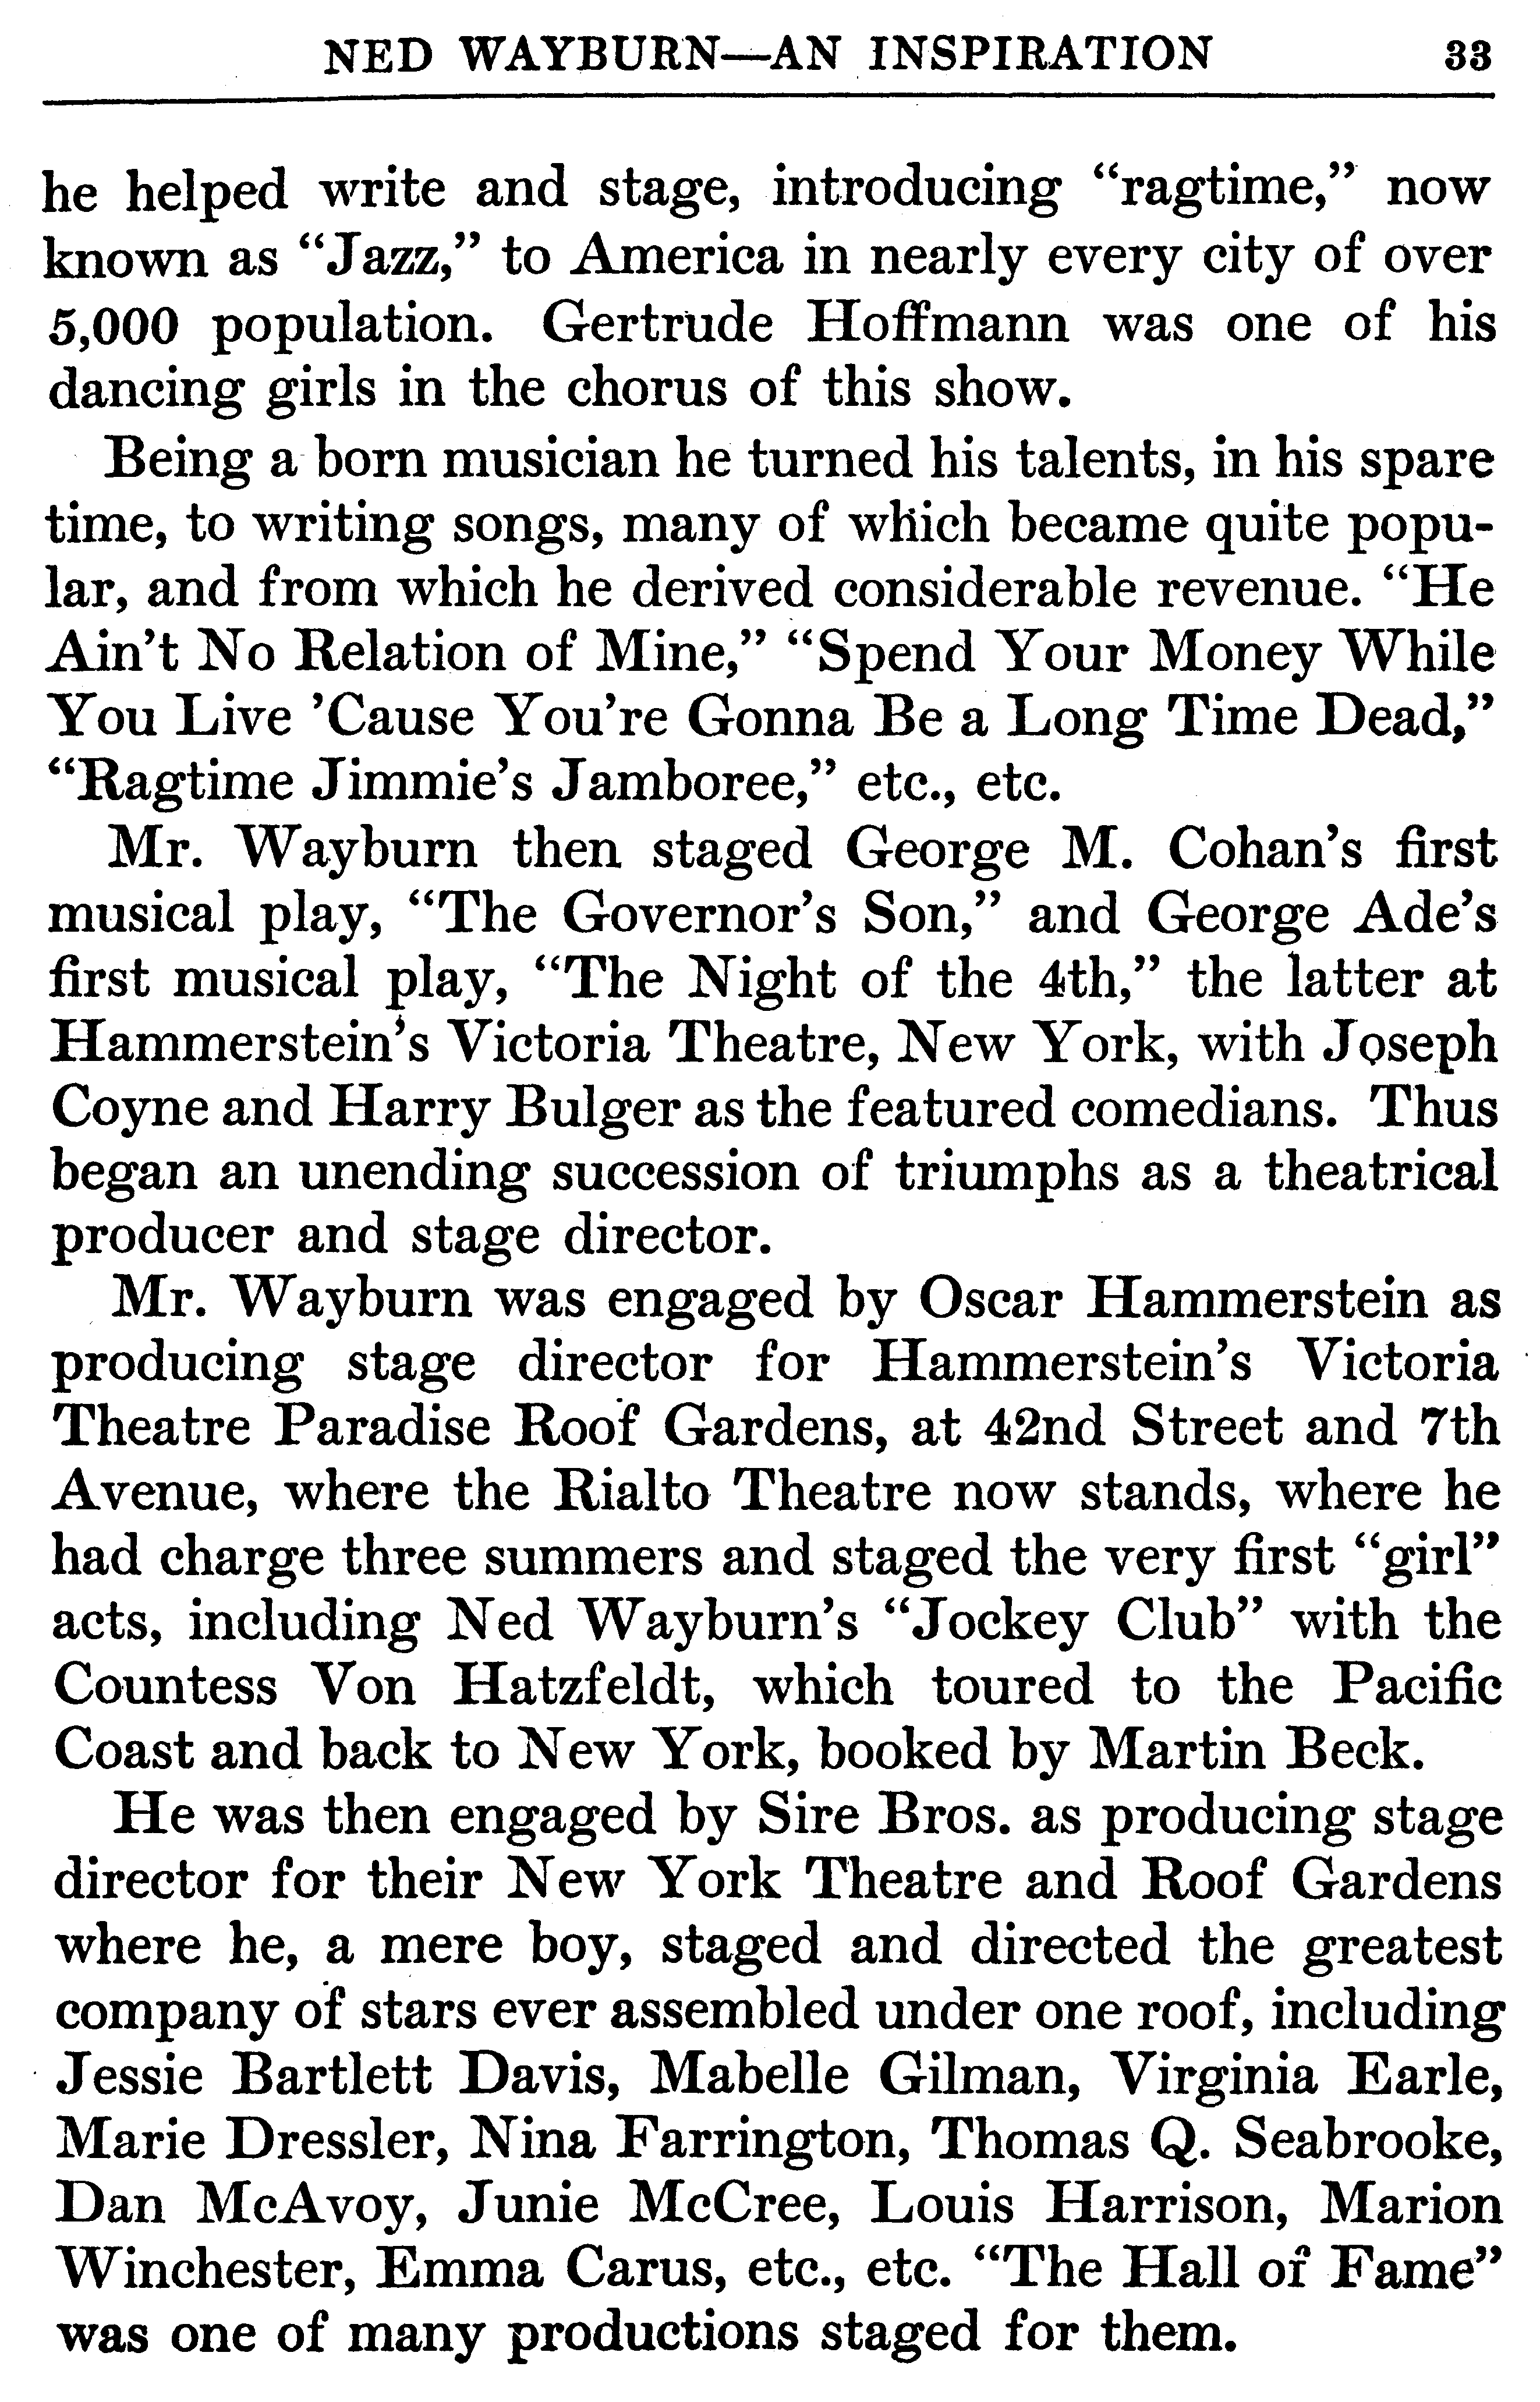 NED WAYBURN—AN INSPIRATION 33
he helped write and stage, introducing “ragtime,” now
known as “Jazz,” to America in nearly every city of over
5,000 population. Gertrude Hoffmann was one of his
dancing girls in the chorus of this show.
Being a born musician he turned his talents, in his spare
time, to writing songs, many of which became quite popu-
lar, and from which he derived considerable revenue. “He
Ain't No Relation of Mine,” “Spend Your Money While
You Live ’Cause You're Gonna Be a Long Time Dead,”
“Ragtime Jimmie's Jamboree,” etc., etc.
Mr. Wayburn then staged George M. Cohan's first
musical play, “The Governor's Son,” and George Ade's
first musical play, “The Night of the 4th,” the latter at
Hammerstein's Victoria Theatre, New York, with Joseph
Coyne and Harry Bulger as the featured comedians. Thus
began an unending succession of triumphs as a theatrical
producer and stage director.
Mr. Wayburn was engaged by Oscar Hammerstein as
producing stage director for Hammerstein's Victoria
Theatre Paradise Roof Gardens, at 42nd Street and 7th
Avenue, where the Rialto Theatre now stands, where he
had charge three summers and staged the very first “girl”
acts, including Ned Wayburn's “Jockey Club” with the
Countess Von Hatzfeldt, which toured to the Pacific
Coast and back to New York, booked by Martin Beck.
He was then engaged by Sire Bros. as producing stage
director for their New York Theatre and Roof Gardens
where he, a mere boy, staged and directed the greatest
company of stars ever assembled under one roof, including
Jessie Bartlett Davis, Mabelle Gilman, Virginia Earle,
Marie Dressler, Nina Farrington, Thomas Q. Seabrooke,
Dan McAvoy, Junie McCree, Louis Harrison, Marion
Winchester, Emma Carus, etc., etc. “The Hall of Fame”
was one of many productions staged for them.